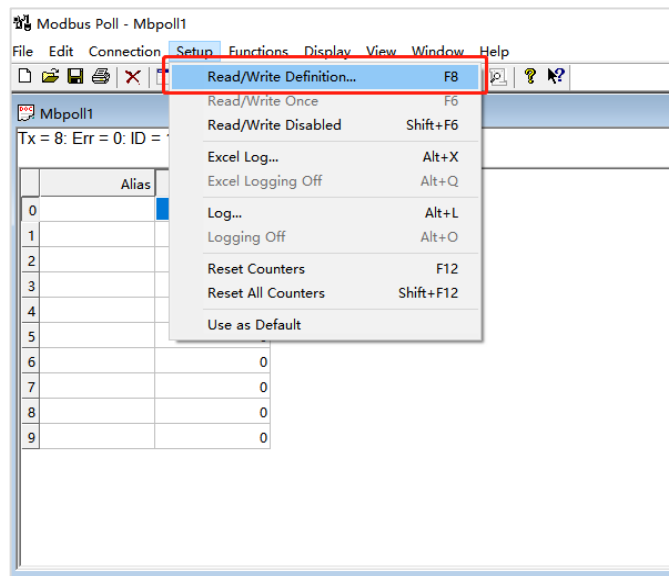 Modbus Poll - Mbpoll1
File Edit Connection Setup Functions Display View Window Help
Read/Write Definition... F8
Read/Write Once F6
Read/Write Disabled Shift+F6
Excel Log... Alt+X
Excel Logging Off Alt+Q
Log... Alt+L
Logging Off Alt+O
Reset Counters F12
Reset All Counters Shift+F12
Use as Default
Mbpoll1
Tx = 8: Err = 0: ID =
Alias
0
1
2
3
4
5
6 0
7 0
8 0
9 0